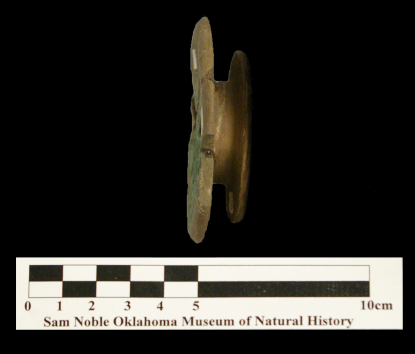 0 1 2 3 4 5 10cm
Sam Noble Oklahoma Museum of Natural History